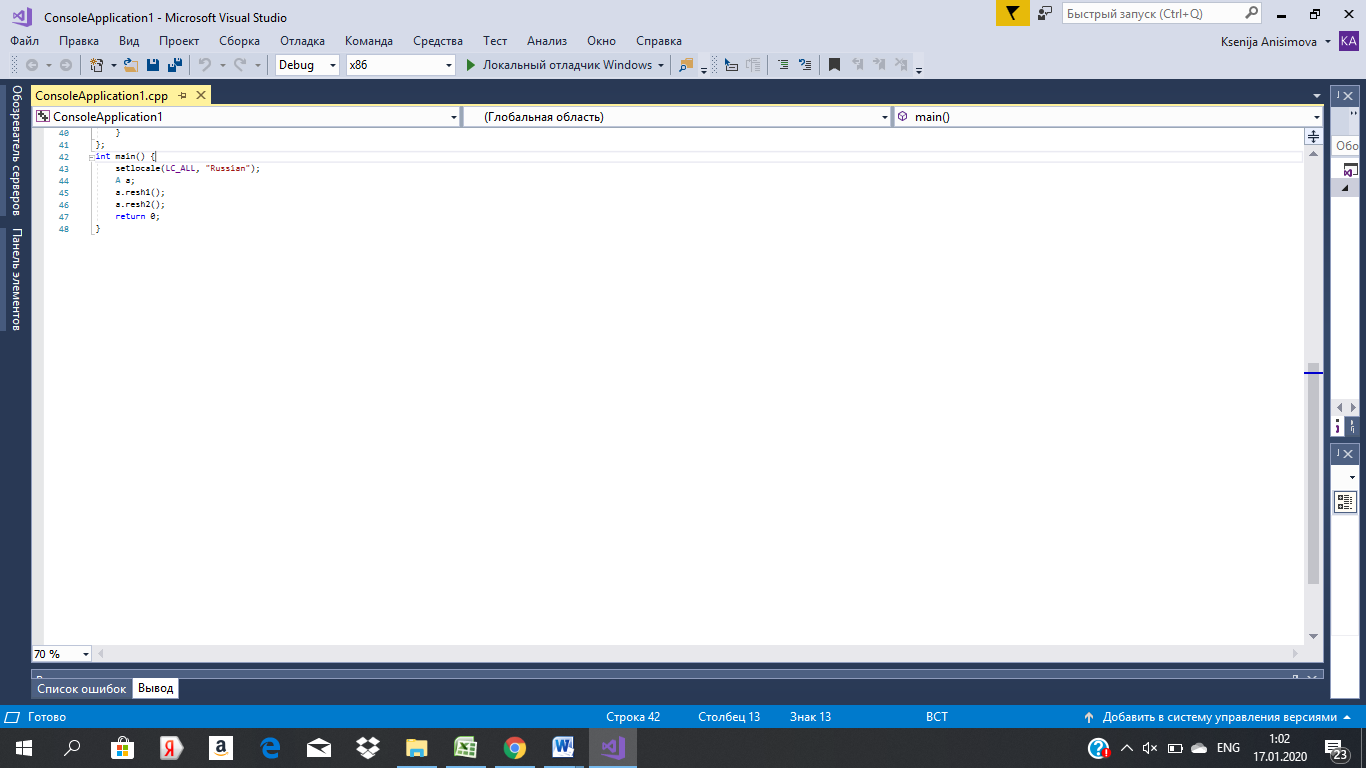 ConsoleApplication1 - Microsoft Visual Studio
Быстрый запуск (Ctrl+Q)
Файл Правка Вид Проект Сборка Отладка Команда Средства Тест Анализ Окно Справка
Ksenija Anisimova KA
Debug x86 Локальный отладчик Windows
Обозреватель серверов
Панель элементов
ConsoleApplication1.cpp
ConsoleApplication1 (Глобальная область) main()
40 }
41 };
42 int main() {
43 setlocale(LC_ALL, "Russian");
44 A a;
45 a.resh1();
46 a.resh2();
47 return 0;
48 }
Обо
70 %
Список ошибок Вывод
Готово Строка 42 Столбец 13 Знак 13 ВСТ Добавить в систему управления версиями
ENG
1:02
17.01.2020
23